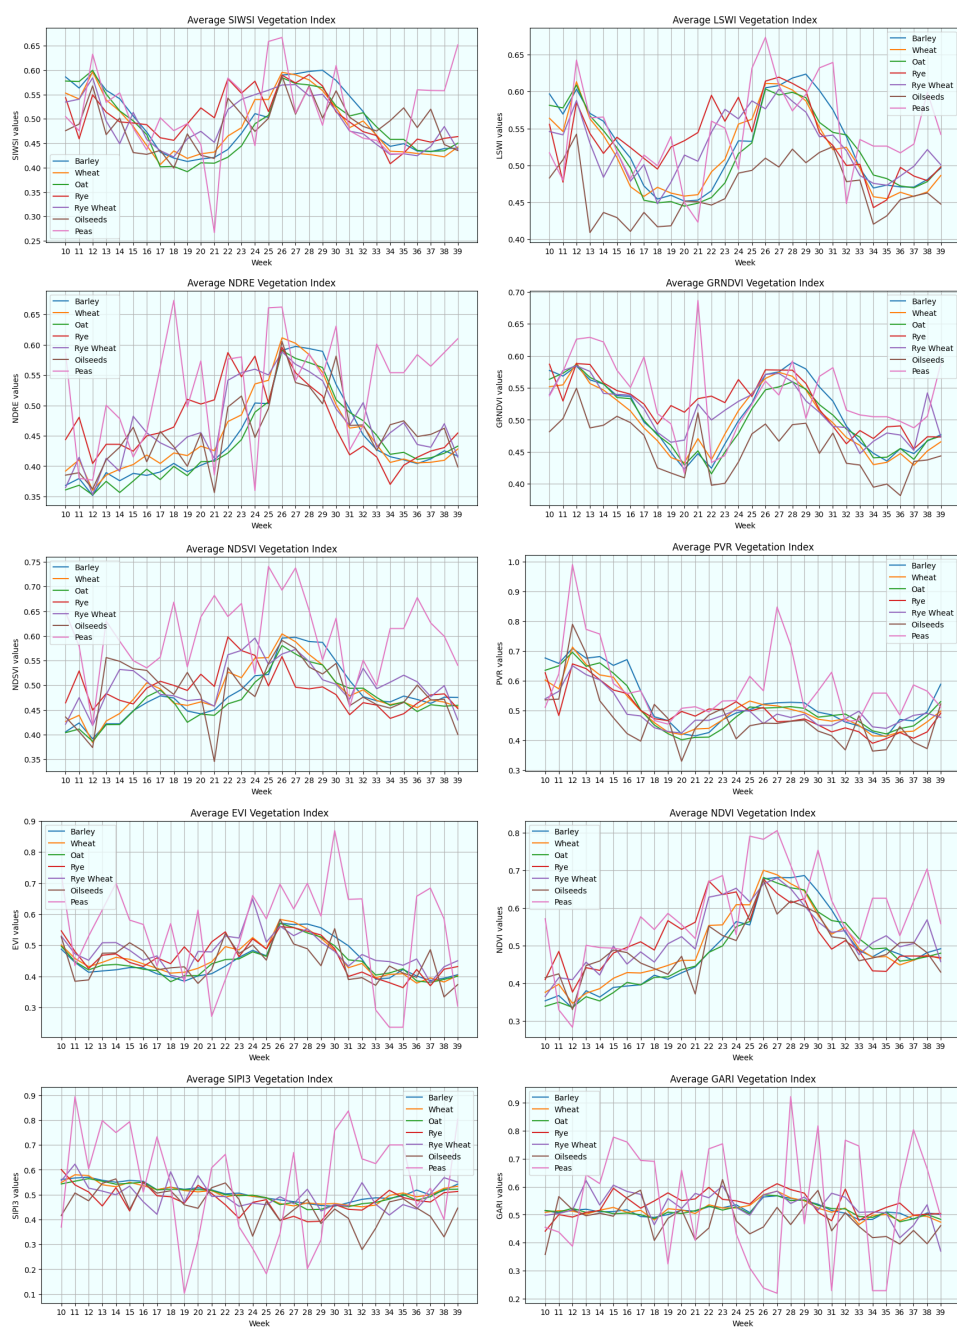 Average SIWSI Vegetation Index
SIWSI values
0.65
0.60
0.55
0.50
0.45
0.40
0.35
0.30
0.25
Barley
Wheat
Oat
Rye
Rye Wheat
Oilseeds
Peas
10 11 12 13 14 15 16 17 18 19 20 21 22 23 24 25 26 27 28 29 30 31 32 33 34 35 36 37 38 39
Week
Average LSWI Vegetation Index
LSWI values
0.65
0.60
0.55
0.50
0.45
0.40
Barley
Wheat
Oat
Rye
Rye Wheat
Oilseeds
Peas
10 11 12 13 14 15 16 17 18 19 20 21 22 23 24 25 26 27 28 29 30 31 32 33 34 35 36 37 38 39
Week
Average NDRE Vegetation Index
NDRE values
0.65
0.60
0.55
0.50
0.45
0.40
0.35
Barley
Wheat
Oat
Rye
Rye Wheat
Oilseeds
Peas
10 11 12 13 14 15 16 17 18 19 20 21 22 23 24 25 26 27 28 29 30 31 32 33 34 35 36 37 38 39
Week
Average GRNDVI Vegetation Index
GRNDVI values
0.70
0.65
0.60
0.55
0.50
0.45
0.40
Barley
Wheat
Oat
Rye
Rye Wheat
Oilseeds
Peas
10 11 12 13 14 15 16 17 18 19 20 21 22 23 24 25 26 27 28 29 30 31 32 33 34 35 36 37 38 39
Week
Average NDSVI Vegetation Index
NDSVI values
0.75
0.70
0.65
0.60
0.55
0.50
0.45
0.40
0.35
Barley
Wheat
Oat
Rye
Rye Wheat
Oilseeds
Peas
10 11 12 13 14 15 16 17 18 19 20 21 22 23 24 25 26 27 28 29 30 31 32 33 34 35 36 37 38 39
Week
Average PVR Vegetation Index
PVR values
1.0
0.9
0.8
0.7
0.6
0.5
0.4
0.3
Barley
Wheat
Oat
Rye
Rye Wheat
Oilseeds
Peas
10 11 12 13 14 15 16 17 18 19 20 21 22 23 24 25 26 27 28 29 30 31 32 33 34 35 36 37 38 39
Week
Average EVI Vegetation Index
EVI values
0.9
0.8
0.7
0.6
0.5
0.4
0.3
Barley
Wheat
Oat
Rye
Rye Wheat
Oilseeds
Peas
10 11 12 13 14 15 16 17 18 19 20 21 22 23 24 25 26 27 28 29 30 31 32 33 34 35 36 37 38 39
Week
Average NDVI Vegetation Index
NDVI values
0.8
0.7
0.6
0.5
0.4
0.3
Barley
Wheat
Oat
Rye
Rye Wheat
Oilseeds
Peas
10 11 12 13 14 15 16 17 18 19 20 21 22 23 24 25 26 27 28 29 30 31 32 33 34 35 36 37 38 39
Week
Average SIPI3 Vegetation Index
SIPI3 values
0.9
0.8
0.7
0.6
0.5
0.4
0.3
0.2
0.1
Barley
Wheat
Oat
Rye
Rye Wheat
Oilseeds
Peas
10 11 12 13 14 15 16 17 18 19 20 21 22 23 24 25 26 27 28 29 30 31 32 33 34 35 36 37 38 39
Week
Average GARI Vegetation Index
GARI values
0.9
0.8
0.7
0.6
0.5
0.4
0.3
0.2
Barley
Wheat
Oat
Rye
Rye Wheat
Oilseeds
Peas
10 11 12 13 14 15 16 17 18 19 20 21 22 23 24 25 26 27 28 29 30 31 32 33 34 35 36 37 38 39
Week